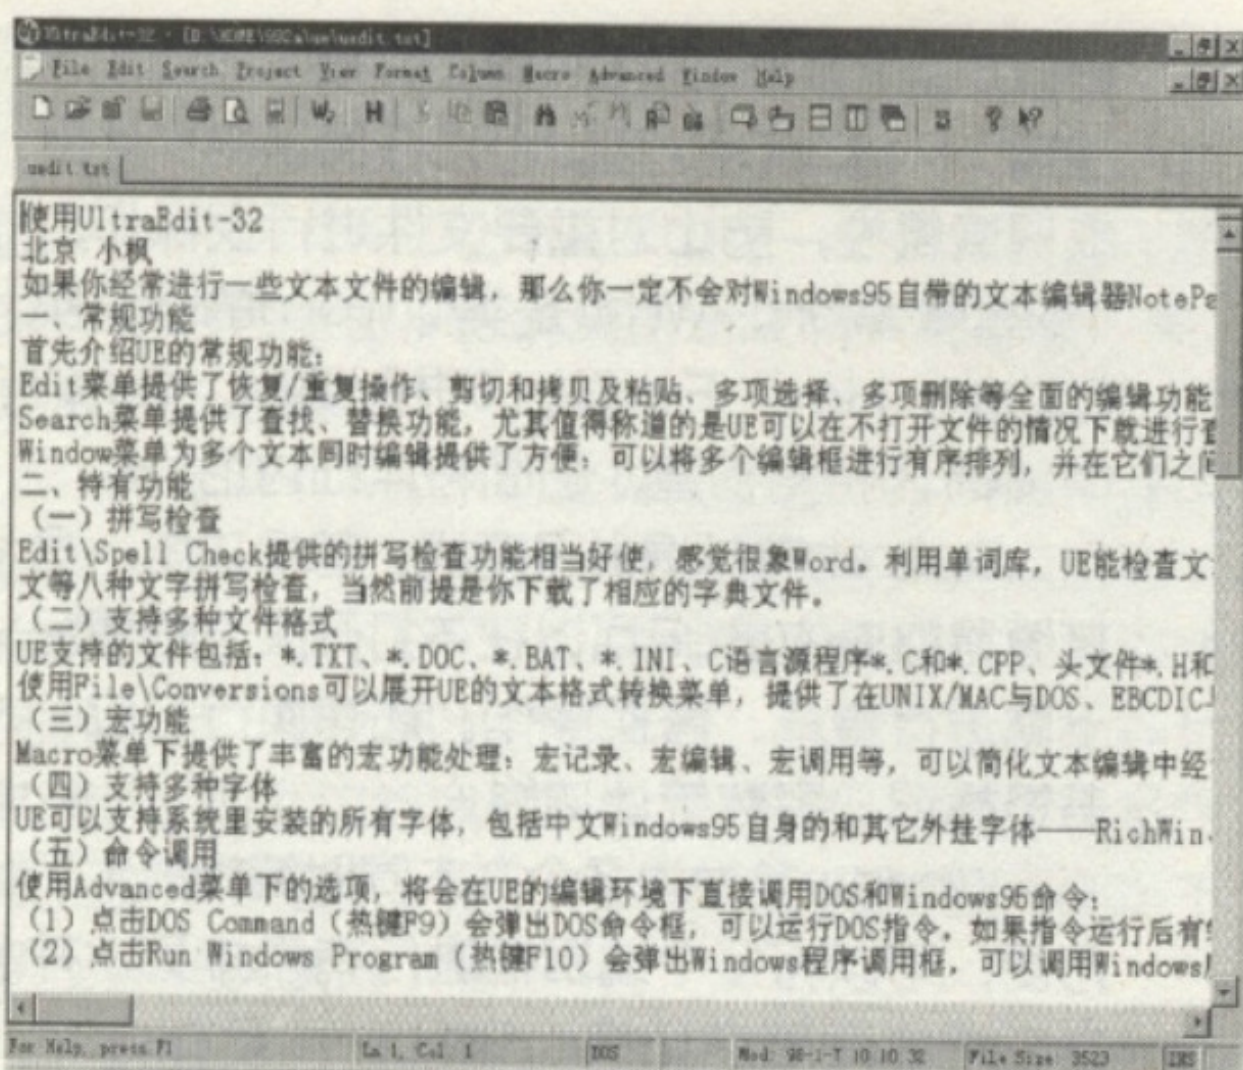 UltraEdit-32 - [D:\HOME\98Ca\ue\uedit.txt]
File Edit Search Project View Format Column Macro Advanced Window Help
uedit.txt
使用UltraEdit-32
北京 小枫
如果你经常进行一些文本文件的编辑，那么你一定不会对Windows95自带的文本编辑器NotePa
一、常规功能
首先介绍UE的常规功能：
Edit菜单提供了恢复/重复操作、剪切和拷贝及粘贴、多项选择、多项删除等全面的编辑功能
Search菜单提供了查找、替换功能，尤其值得称道的是UE可以在不打开文件的情况下就进行查
Window菜单为多个文本同时编辑提供了方便：可以将多个编辑框进行有序排列，并在它们之间
二、特有功能
（一）拼写检查
Edit\Spell Check提供的拼写检查功能相当好使，感觉很象Word。利用单词库，UE能检查文
文等八种文字拼写检查，当然前提是你下载了相应的字典文件。
（二）支持多种文件格式
UE支持的文件包括：*.TXT、*.DOC、*.BAT、*.INI、C语言源程序*.C和*.CPP、头文件*.H和
使用File\Conversions可以展开UE的文本格式转换菜单，提供了在UNIX/MAC与DOS、EBCDIC
（三）宏功能
Macro菜单下提供了丰富的宏功能处理：宏记录、宏编辑、宏调用等，可以简化文本编辑中经
（四）支持多种字体
UE可以支持系统里安装的所有字体，包括中文Windows95自身的和其它外挂字体——RichWin
（五）命令调用
使用Advanced菜单下的选项，将会在UE的编辑环境下直接调用DOS和Windows95命令：
（1）点击DOS Command（热键F9）会弹出DOS命令框，可以运行DOS指令。如果指令运行后有
（2）点击Run Windows Program（热键F10）会弹出Windows程序调用框，可以调用Windows
For Help, press F1 Ln 1, Col 1 DOS Mod: 98-1-7 10:10:32 File Size: 3523 INS